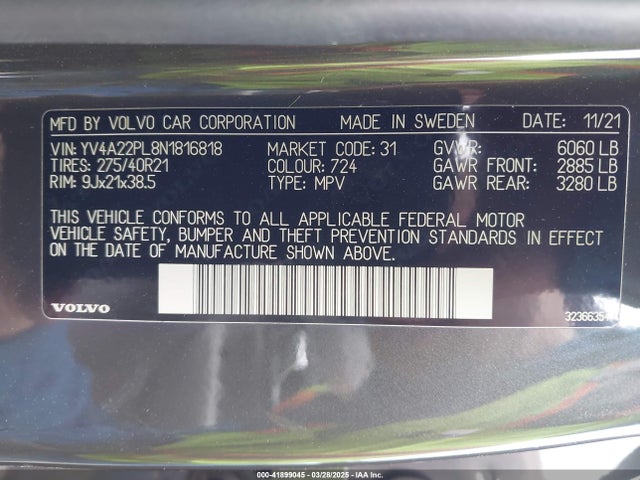 MFD BY VOLVO CAR CORPORATION MADE IN SWEDEN DATE: 11/21
VIN: YV4A22PL8N1816818 MARKET CODE: 31 GVWR: 6060 LB
TIRES: 275/40R21 COLOUR: 724 GAWR FRONT: 2885 LB
RIM: 9Jx21x38.5 TYPE: MPV GAWR REAR: 3280 LB
THIS VEHICLE CONFORMS TO ALL APPLICABLE FEDERAL MOTOR
VEHICLE SAFETY, BUMPER AND THEFT PREVENTION STANDARDS IN EFFECT
ON THE DATE OF MANUFACTURE SHOWN ABOVE.
VOLVO
000-41899045 - 03/28/2025 - IAAI